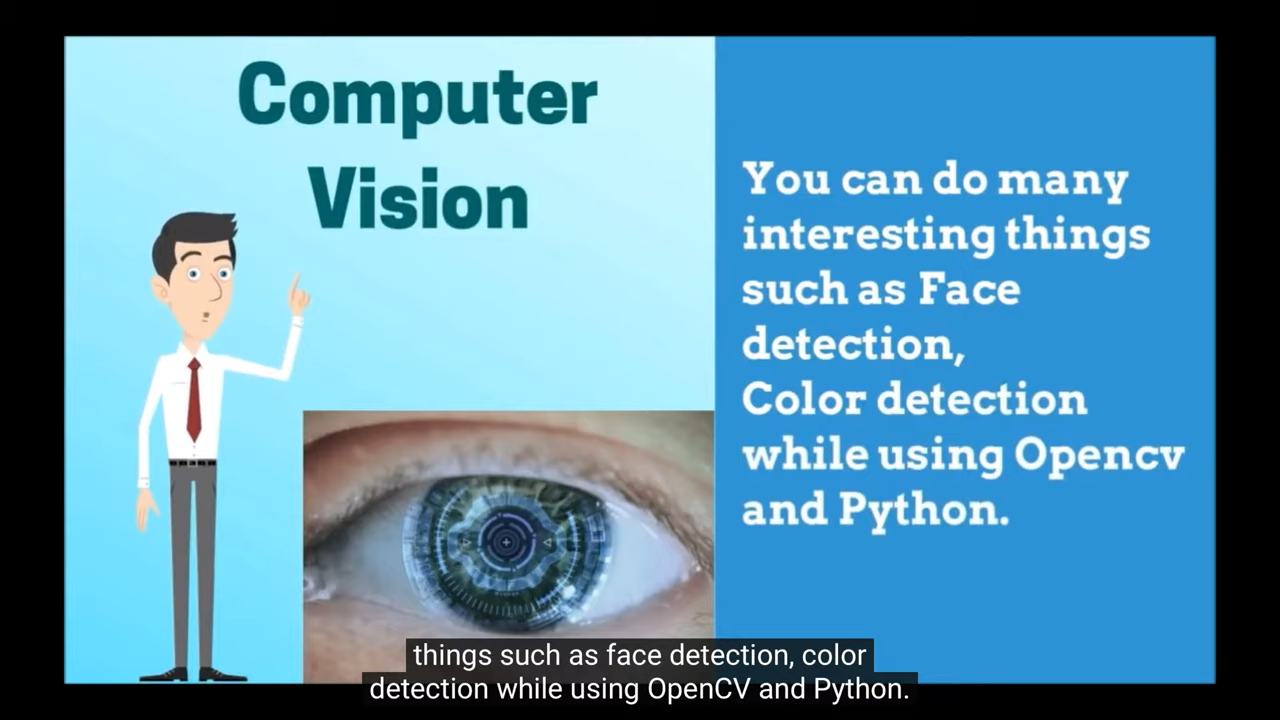 Computer
Vision
You can do many
interesting things
such as Face
detection,
Color detection
while using Opencv
and Python.
things such as face detection, color
detection while using OpenCV and Python.